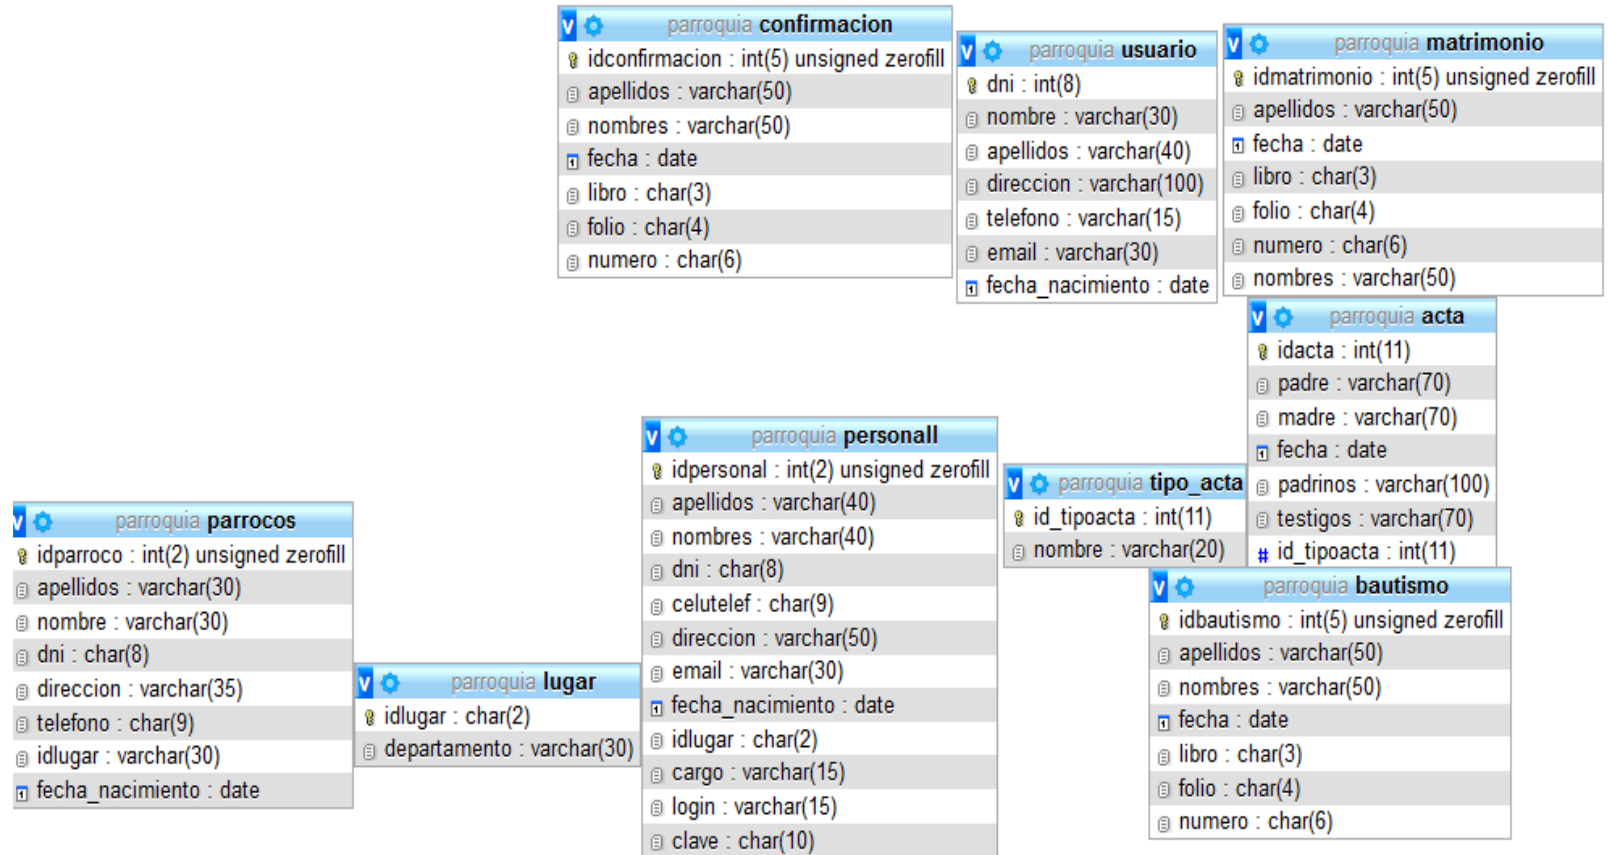 parroquia confirmacion
idconfirmacion : int(5) unsigned zerofill
apellidos : varchar(50)
nombres : varchar(50)
fecha : date
libro : char(3)
folio : char(4)
numero : char(6)
parroquia usuario
dni : int(8)
nombre : varchar(30)
apellidos : varchar(40)
direccion : varchar(100)
telefono : varchar(15)
email : varchar(30)
fecha_nacimiento : date
parroquia matrimonio
idmatrimonio : int(5) unsigned zerofill
apellidos : varchar(50)
fecha : date
libro : char(3)
folio : char(4)
numero : char(6)
nombres : varchar(50)
parroquia acta
idacta : int(11)
padre : varchar(70)
madre : varchar(70)
fecha : date
padrinos : varchar(100)
testigos : varchar(70)
# id_tipoacta : int(11)
parroquia personall
idpersonal : int(2) unsigned zerofill
apellidos : varchar(40)
nombres : varchar(40)
dni : char(8)
celutelef : char(9)
direccion : varchar(50)
email : varchar(30)
fecha_nacimiento : date
idlugar : char(2)
cargo : varchar(15)
login : varchar(15)
clave : char(10)
parroquia tipo_acta
id_tipoacta : int(11)
nombre : varchar(20)
parroquia parrocos
idparroco : int(2) unsigned zerofill
apellidos : varchar(30)
nombre : varchar(30)
dni : char(8)
direccion : varchar(35)
telefono : char(9)
idlugar : varchar(30)
fecha_nacimiento : date
parroquia lugar
idlugar : char(2)
departamento : varchar(30)
parroquia bautismo
idbautismo : int(5) unsigned zerofill
apellidos : varchar(50)
nombres : varchar(50)
fecha : date
libro : char(3)
folio : char(4)
numero : char(6)